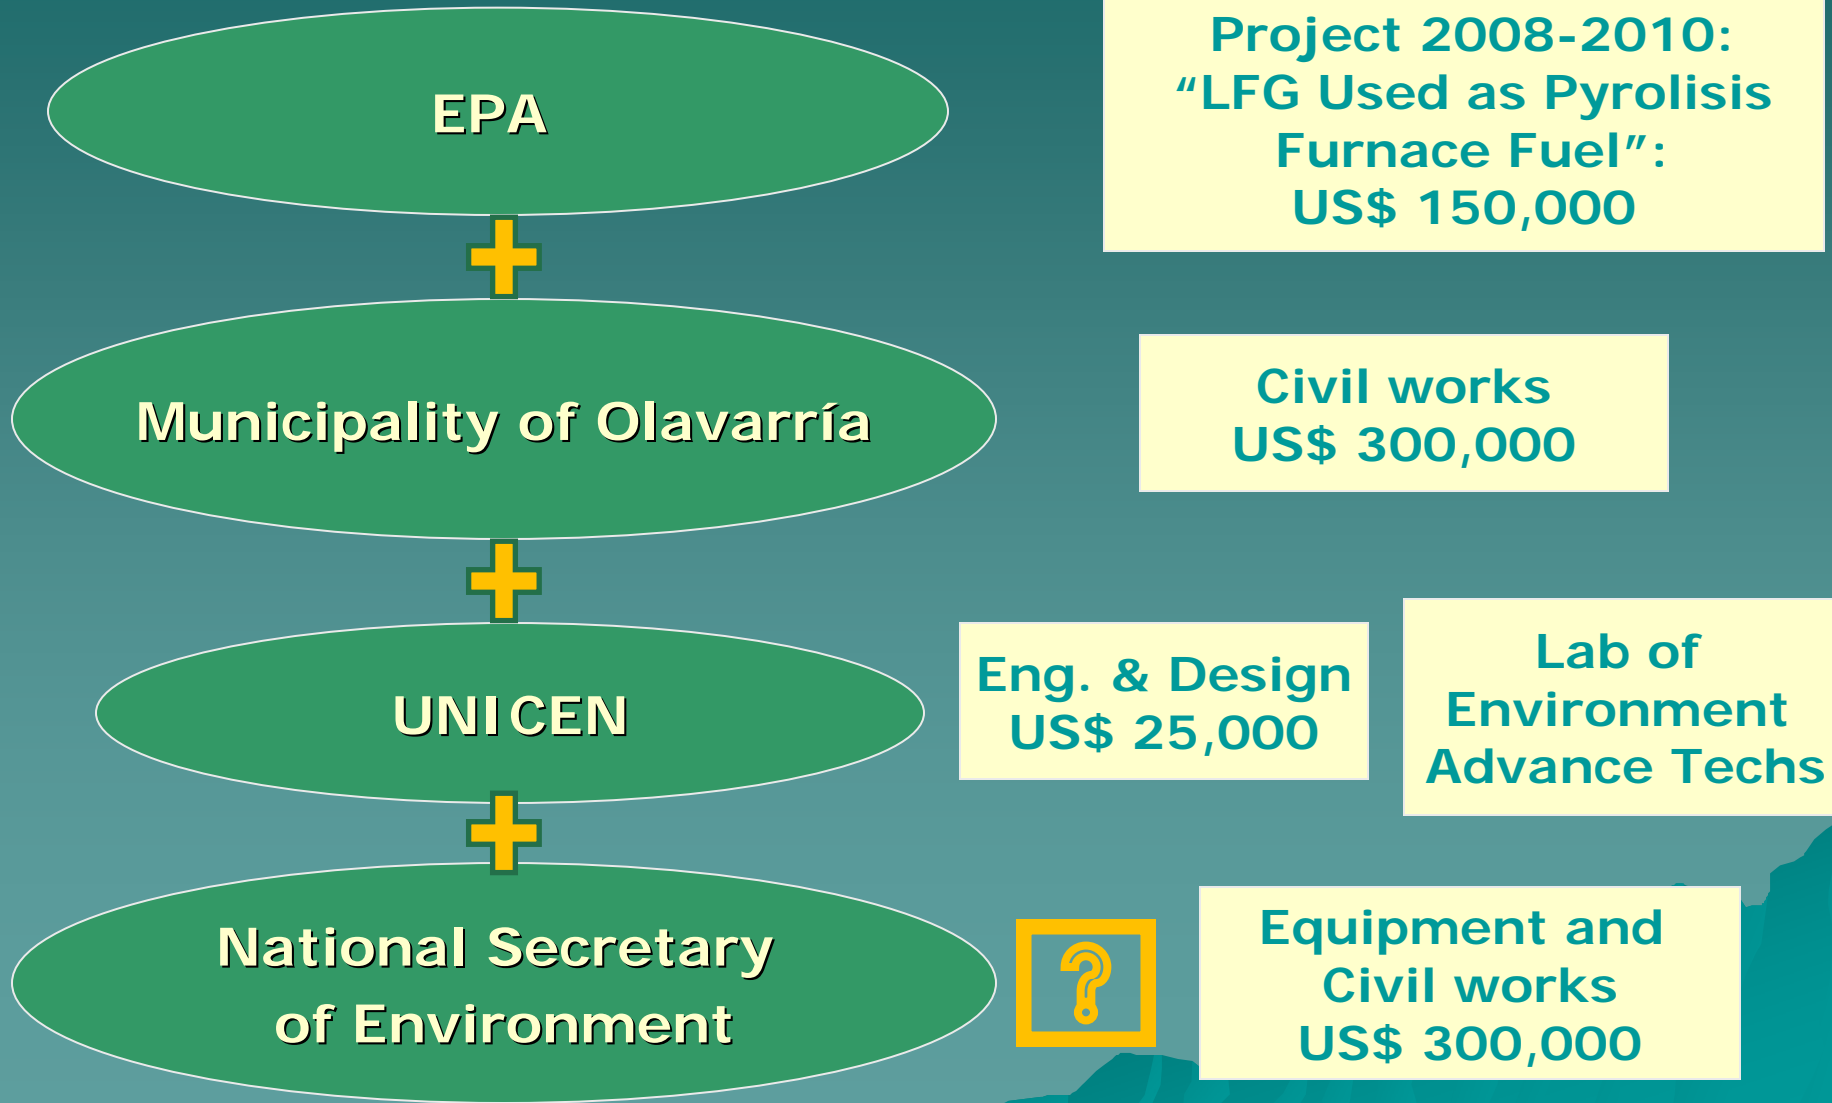 EPA
Project 2008-2010:
“LFG Used as Pyrolisis
Furnace Fuel”:
US$ 150,000
Municipality of Olavarría
Civil works
US$ 300,000
UNICEN
Eng. & Design
US$ 25,000
Lab of
Environment
Advance Techs
National Secretary
of Environment
?
Equipment and
Civil works
US$ 300,000